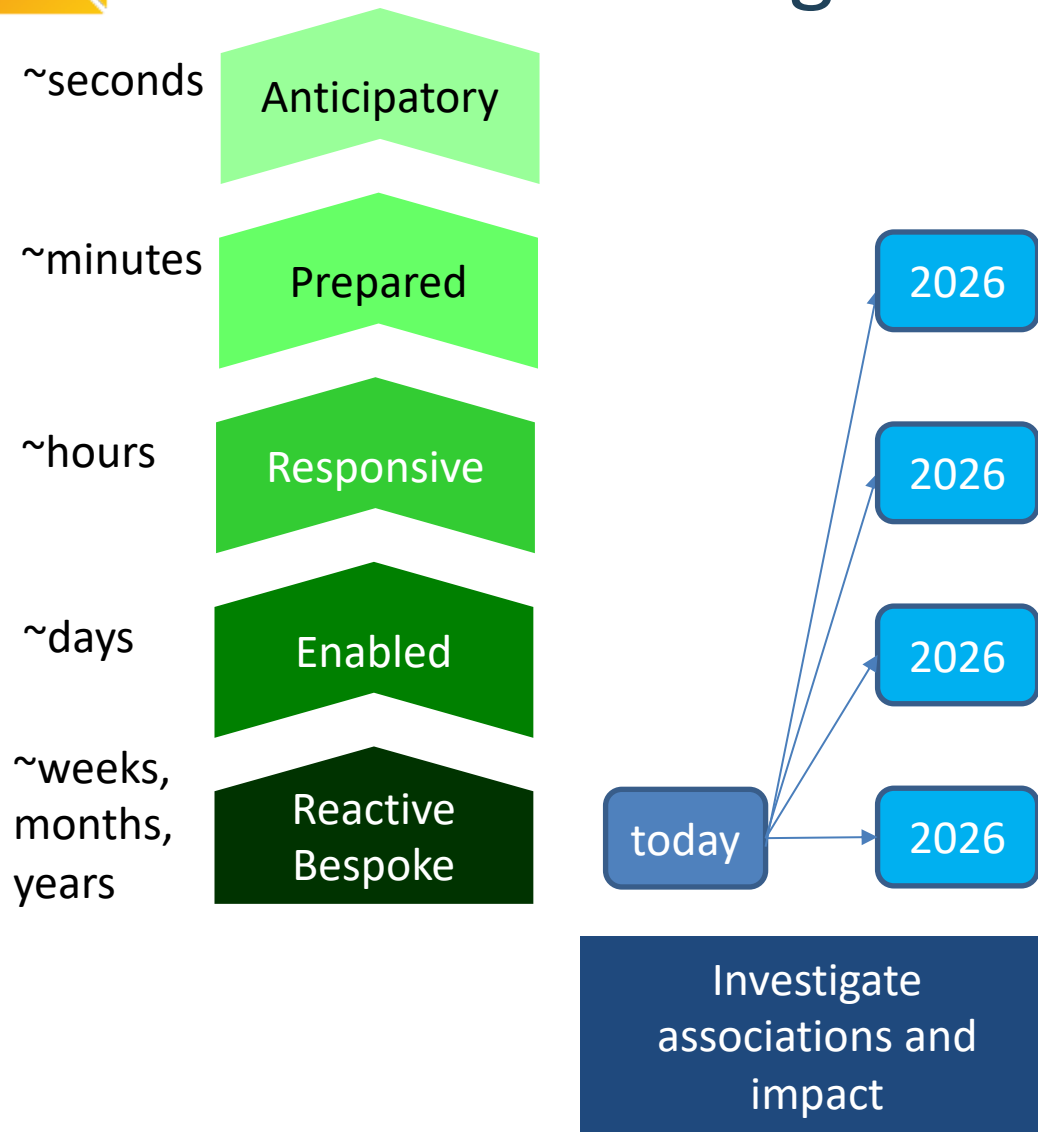 ~seconds
Anticipatory
~minutes
Prepared
2026
~hours
Responsive
2026
~days
Enabled
2026
~weeks,
months,
years
Reactive
Bespoke
today
2026
Investigate
associations and
impact